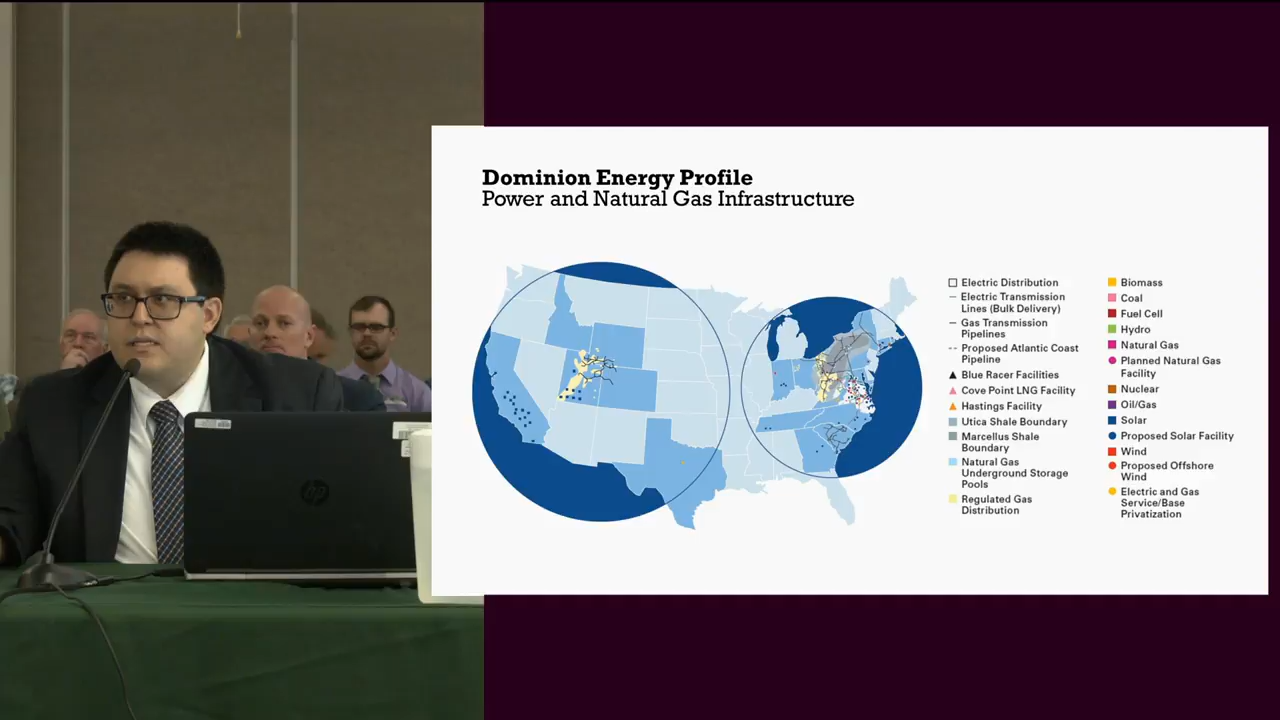 Dominion Energy Profile
Power and Natural Gas Infrastructure
Electric Distribution
Electric Transmission
Lines (Bulk Delivery)
Gas Transmission
Pipelines
Proposed Atlantic Coast
Pipeline
Blue Racer Facilities
Cove Point LNG Facility
Hastings Facility
Utica Shale Boundary
Marcellus Shale
Boundary
Natural Gas
Underground Storage
Pools
Regulated Gas
Distribution
Biomass
Coal
Fuel Cell
Hydro
Natural Gas
Planned Natural Gas
Facility
Nuclear
Oil/Gas
Solar
Proposed Solar Facility
Wind
Proposed Offshore
Wind
Electric and Gas
Service/Base
Privatization
hp